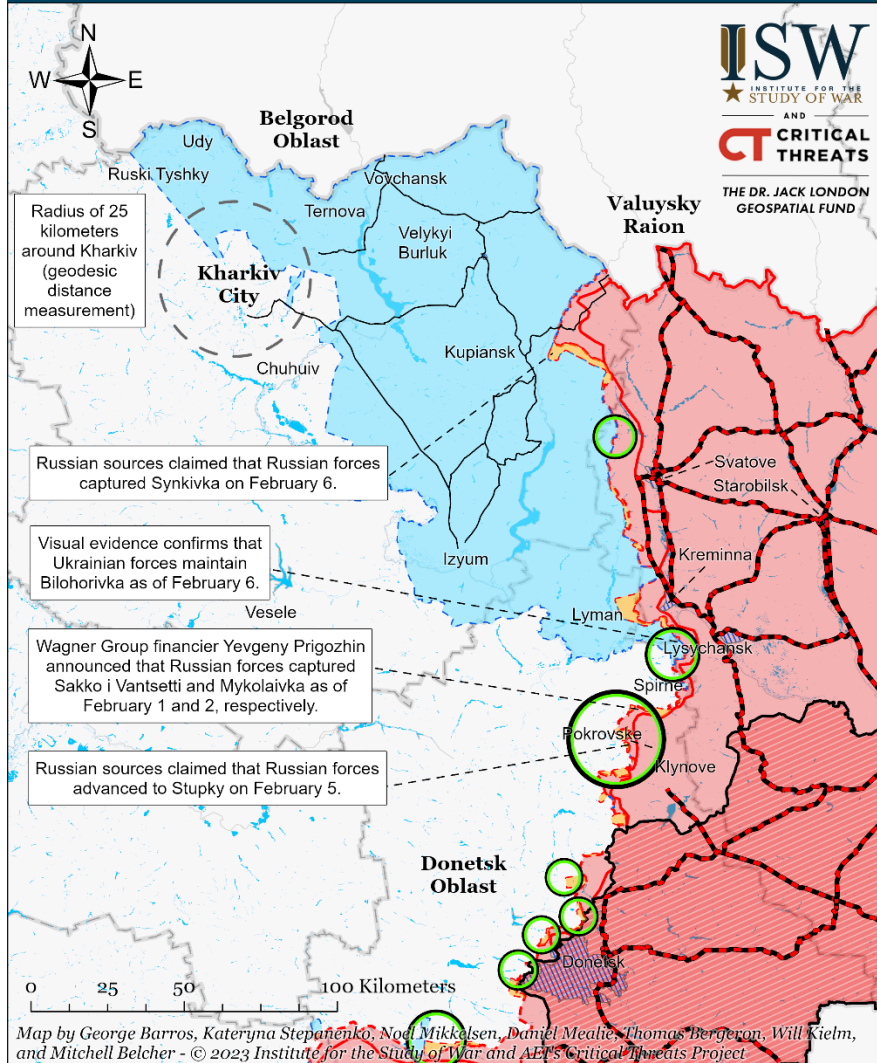 N
W E
S
ISW
INSTITUTE FOR THE
STUDY OF WAR
AND
CT CRITICAL
THREATS
THE DR. JACK LONDON
GEOSPATIAL FUND
Belgorod
Oblast
Udy
Ruski Tyshky
Vovchansk
Ternova
Valuysky
Raion
Radius of 25
kilometers
around Kharkiv
(geodesic
distance
measurement)
Velykyi
Burluk
Kharkiv
City
Kupiansk
Chuhuiv
Russian sources claimed that Russian forces
captured Synkivka on February 6.
Svatove
Starobilsk
Visual evidence confirms that
Ukrainian forces maintain
Bilohorivka as of February 6.
Izyum
Kreminna
Vesele
Lyman
Lysychansk
Wagner Group financier Yevgeny Prigozhin
announced that Russian forces captured
Sakko i Vantsetti and Mykolaivka as of
February 1 and 2, respectively.
Spirne
Pokrovske
Klynove
Russian sources claimed that Russian forces
advanced to Stupky on February 5.
Donetsk
Oblast
Donetsk
0 25 50 100 Kilometers
Map by George Barros, Kateryna Stepanenko, Noel Mikkelsen, Daniel Mealie, Thomas Bergeron, Will Kielm,
and Mitchell Belcher - © 2023 Institute for the Study of War and AEI's Critical Threats Project